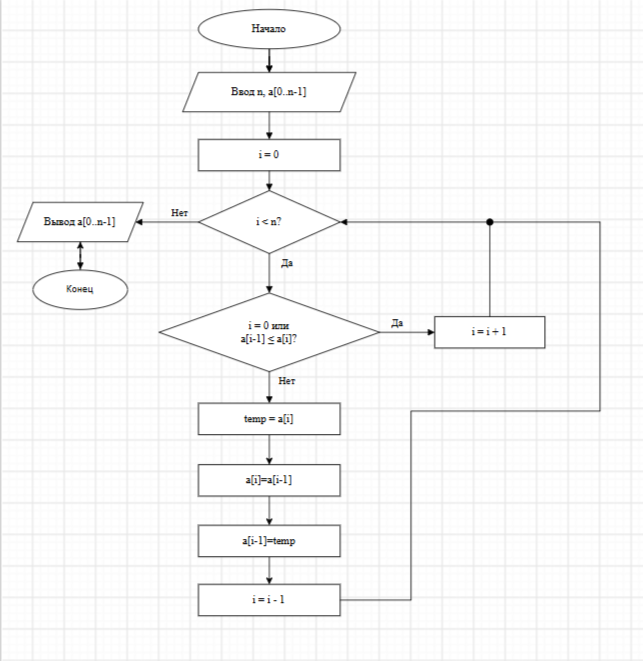 Начало
Ввод n, a[0..n-1]
i = 0
i < n?
Нет
Вывод a[0..n-1]
Конец
Да
i = 0 или
a[i-1] ≤ a[i]?
Да
i = i + 1
Нет
temp = a[i]
a[i]=a[i-1]
a[i-1]=temp
i = i - 1